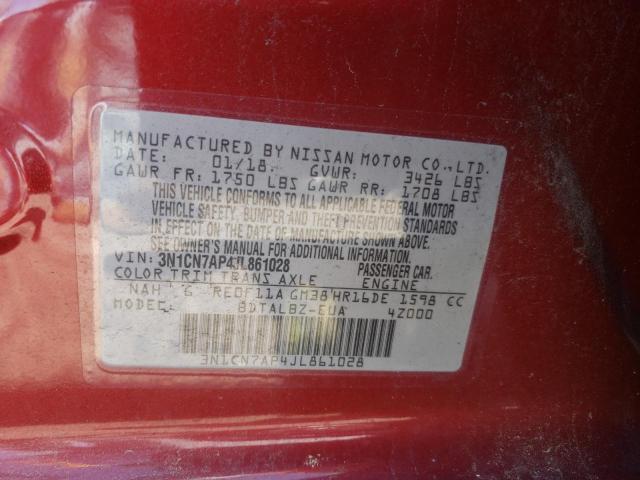 MANUFACTURED BY NISSAN MOTOR CO., LTD.
DATE: 01/18 GVWR: 3426 LBS
GAWR FR: 1750 LBS GAWR RR: 1708 LBS
THIS VEHICLE CONFORMS TO ALL APPLICABLE FEDERAL MOTOR
VEHICLE SAFETY, BUMPER AND THEFT PREVENTION STANDARDS
IN EFFECT ON THE DATE OF MANUFACTURE SHOWN ABOVE.
SEE OWNER'S MANUAL FOR ADDITIONAL INFORMATION
VIN: 3N1CN7AP4JL861028 PASSENGER CAR.
COLOR TRIM TRANS AXLE ENGINE
NAH G RE0F11A GM38 HR16DE 1598 CC
MODEL: BDTALBZ-EUA 4Z000
3N1CN7AP4JL861028